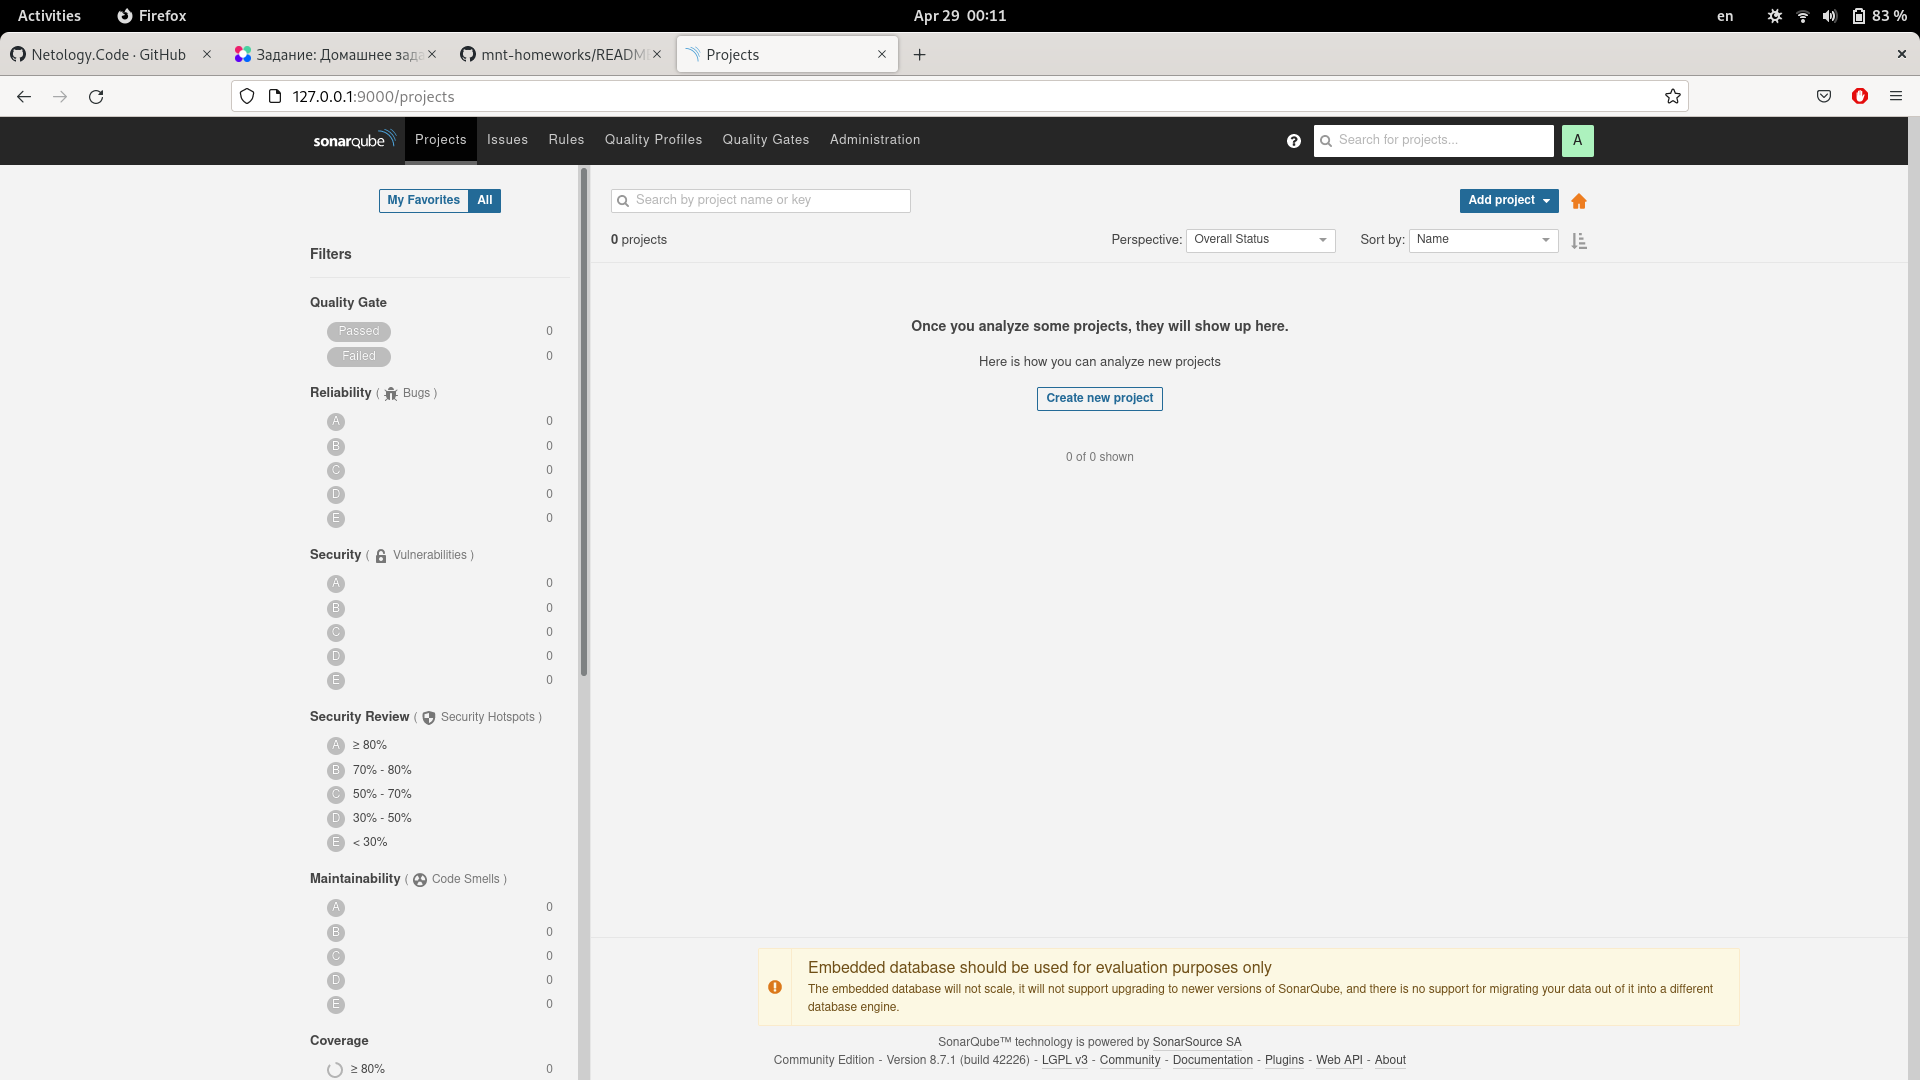 Activities
Firefox
Apr 29 00:11
en
83 %
Netology.Code · GitHub
Задание: Домашнее зада
mnt-homeworks/READM
Projects
127.0.0.1:9000/projects
sonarqube
Projects
Issues
Rules
Quality Profiles
Quality Gates
Administration
Search for projects...
A
My Favorites
All
Search by project name or key
Add project
0 projects
Perspective:
Overall Status
Sort by:
Name
Filters
Quality Gate
Passed 0
Failed 0
Reliability ( Bugs )
A 0
B 0
C 0
D 0
E 0
Security ( Vulnerabilities )
A 0
B 0
C 0
D 0
E 0
Security Review ( Security Hotspots )
A ≥ 80%
B 70% - 80%
C 50% - 70%
D 30% - 50%
E < 30%
Maintainability ( Code Smells )
A 0
B 0
C 0
D 0
E 0
Coverage
≥ 80% 0
Once you analyze some projects, they will show up here.
Here is how you can analyze new projects
Create new project
0 of 0 shown
Embedded database should be used for evaluation purposes only
The embedded database will not scale, it will not support upgrading to newer versions of SonarQube, and there is no support for migrating your data out of it into a different
database engine.
SonarQube™ technology is powered by SonarSource SA
Community Edition - Version 8.7.1 (build 42226) - LGPL v3 - Community - Documentation - Plugins - Web API - About